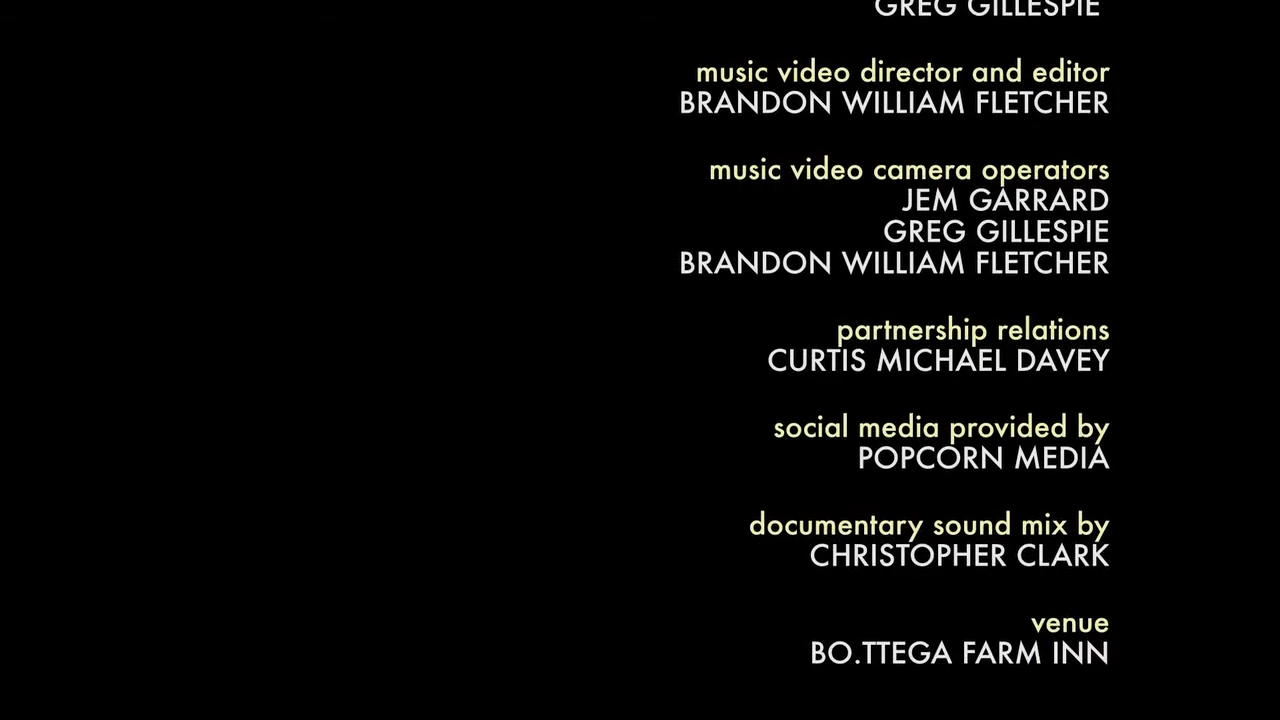 GREG GILLESPIE
music video director and editor
BRANDON WILLIAM FLETCHER
music video camera operators
JEM GARRARD
GREG GILLESPIE
BRANDON WILLIAM FLETCHER
partnership relations
CURTIS MICHAEL DAVEY
social media provided by
POPCORN MEDIA
documentary sound mix by
CHRISTOPHER CLARK
venue
BO.TTEGA FARM INN